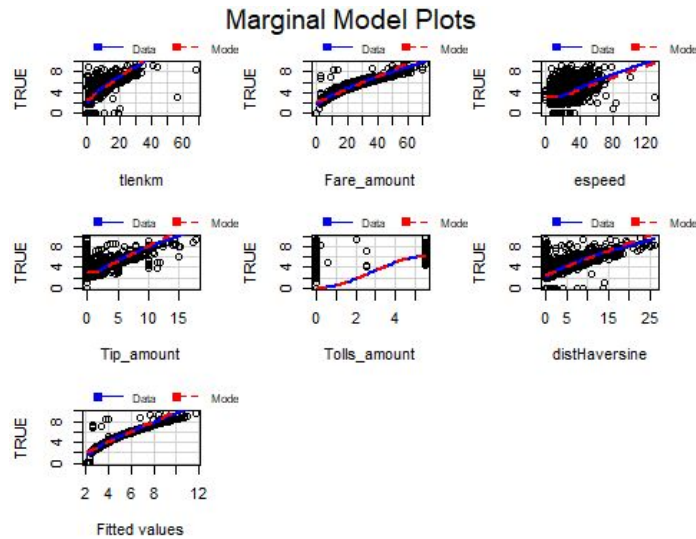 Marginal Model Plots
Data Mode Data Mode Data Mode
TRUE 0 4 8 TRUE 0 4 8 TRUE 0 4 8
0 20 40 60 0 20 40 60 0 40 80 120
tlenkm Fare_amount espeed
Data Mode Data Mode Data Mode
TRUE 0 4 8 TRUE 0 4 8 TRUE 0 4 8
0 5 10 15 0 2 4 0 5 15 25
Tip_amount Tolls_amount distHaversine
Data Mode
TRUE 0 4 8
2 4 6 8 12
Fitted values